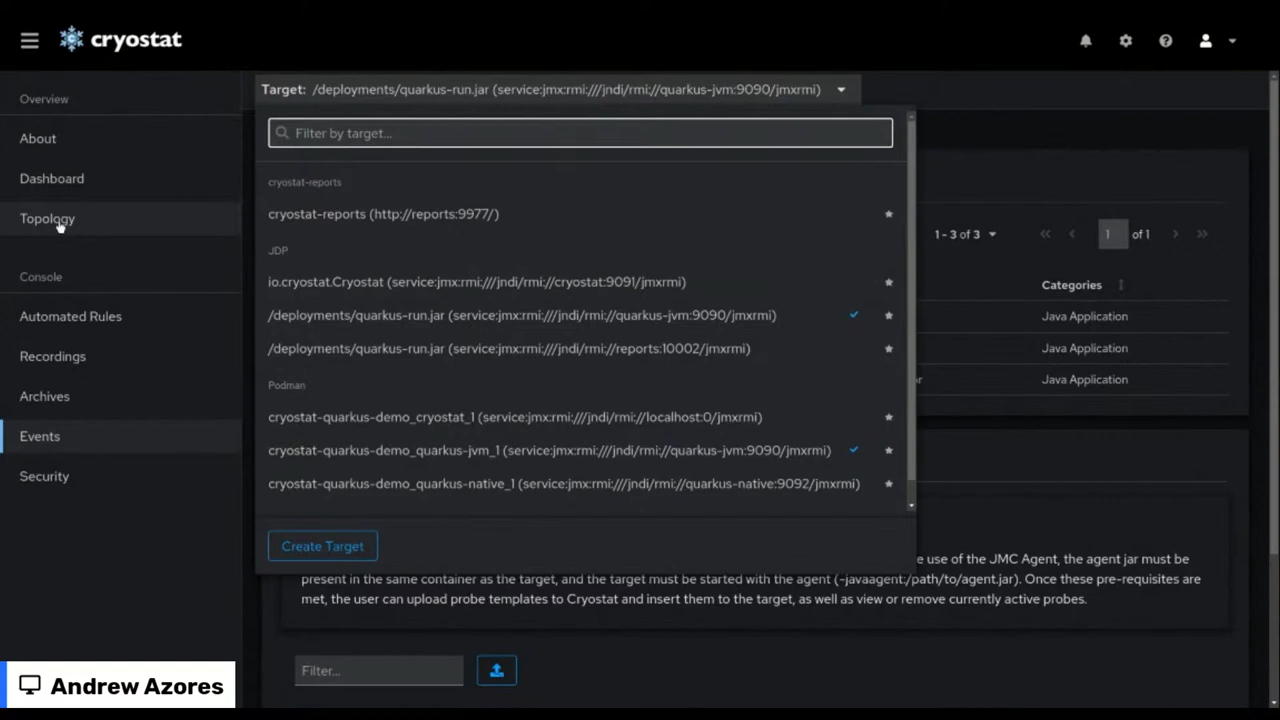 cryostat
Overview
About
Dashboard
Topology
Console
Automated Rules
Recordings
Archives
Events
Security
Target: /deployments/quarkus-run.jar (service:jmx:rmi:///jndi/rmi://quarkus-jvm:9090/jmxrmi)
Filter by target...
cryostat-reports
cryostat-reports (http://reports:9977/)
JDP
io.cryostat.Cryostat (service:jmx:rmi:///jndi/rmi://cryostat:9091/jmxrmi)
/deployments/quarkus-run.jar (service:jmx:rmi:///jndi/rmi://quarkus-jvm:9090/jmxrmi)
/deployments/quarkus-run.jar (service:jmx:rmi:///jndi/rmi://reports:10002/jmxrmi)
Podman
cryostat-quarkus-demo_cryostat_1 (service:jmx:rmi:///jndi/rmi://localhost:0/jmxrmi)
cryostat-quarkus-demo_quarkus-jvm_1 (service:jmx:rmi:///jndi/rmi://quarkus-jvm:9090/jmxrmi)
cryostat-quarkus-demo_quarkus-native_1 (service:jmx:rmi:///jndi/rmi://quarkus-native:9092/jmxrmi)
Create Target
1 - 3 of 3
1 of 1
Categories
Java Application
Java Application
or Java Application
use of the JMC Agent, the agent jar must be
present in the same container as the target, and the target must be started with the agent (-javaagent:/path/to/agent.jar). Once these pre-requisites are
met, the user can upload probe templates to Cryostat and insert them to the target, as well as view or remove currently active probes.
Filter...
Andrew Azores